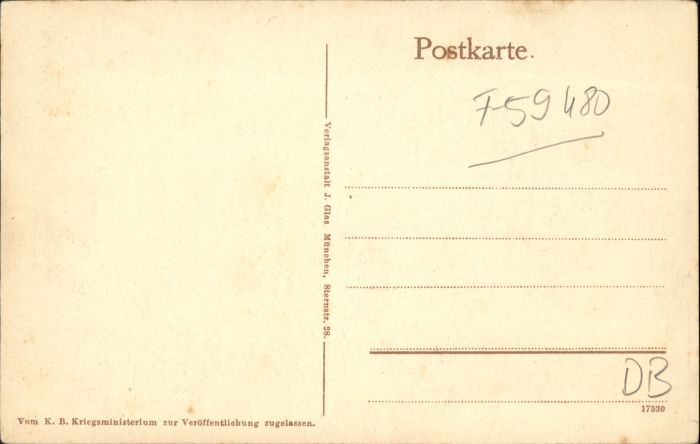 Postkarte.
F59480
Verlagsanstalt J. Glas München, Sternstr. 28.
DB
17530
Vom K. B. Kriegsministerium zur Veröffentlichung zugelassen.